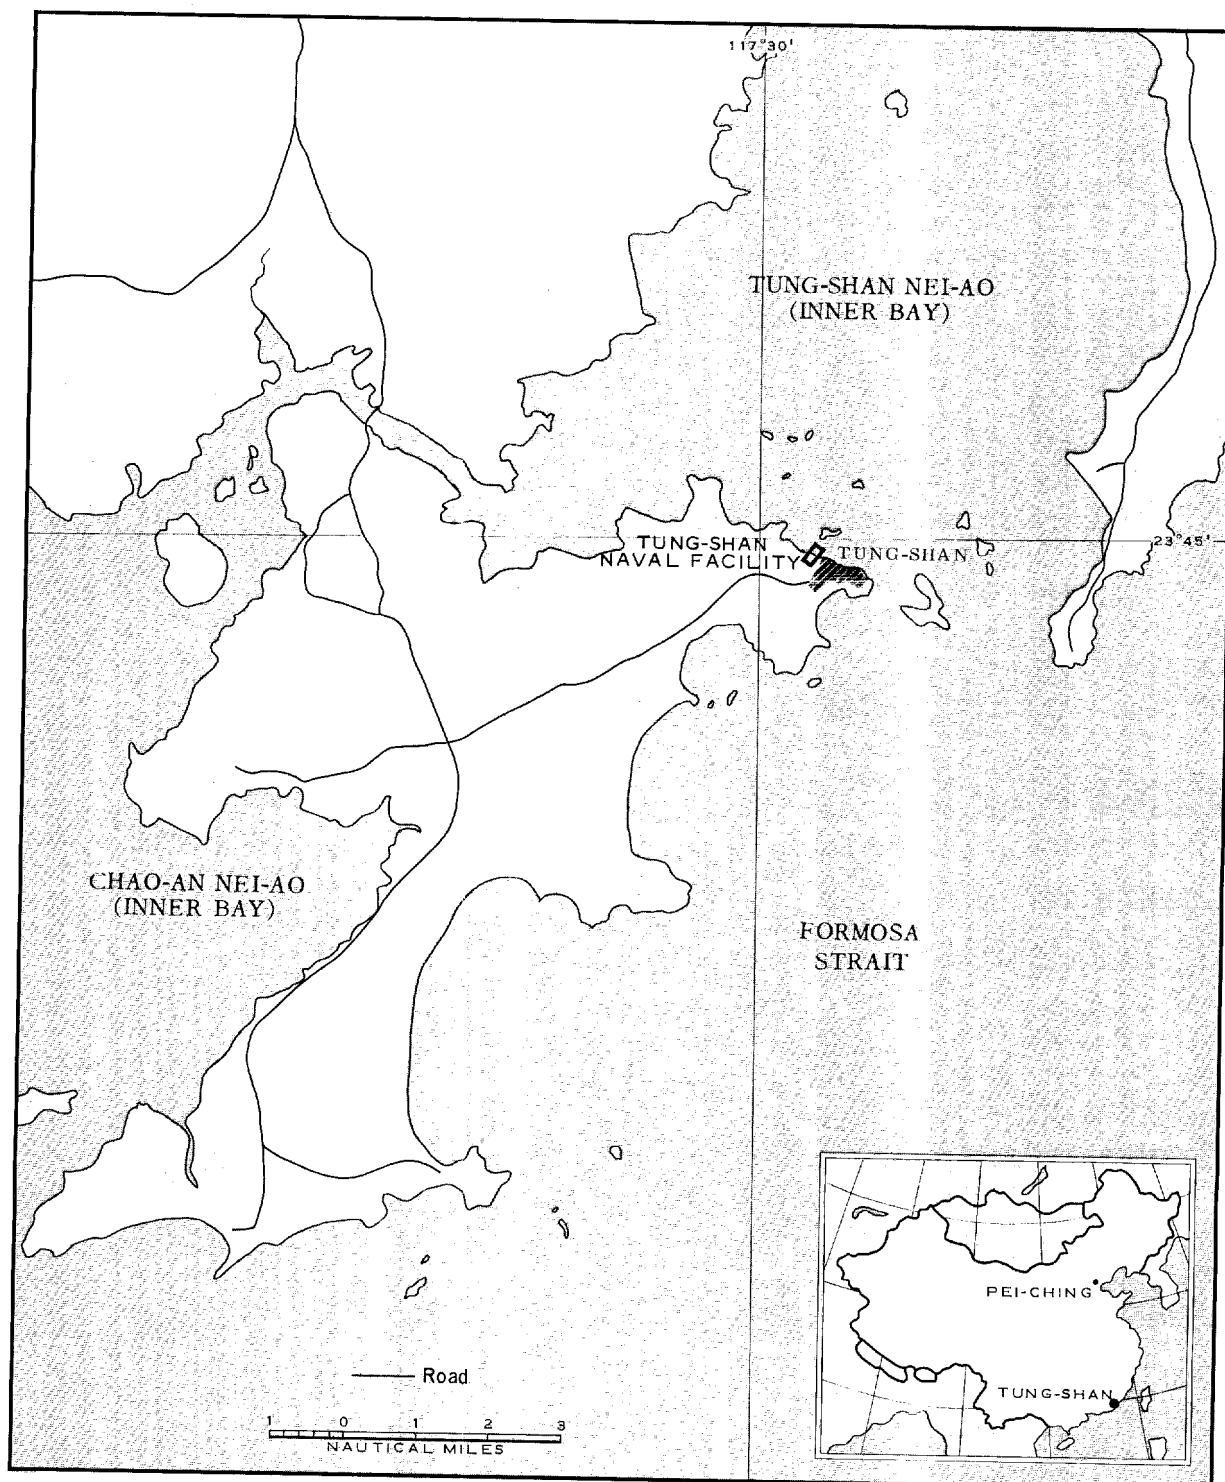 117°30'
TUNG-SHAN NEI-AO
(INNER BAY)
TUNG-SHAN
NAVAL FACILITY
TUNG-SHAN
23°45'
CHAO-AN NEI-AO
(INNER BAY)
FORMOSA
STRAIT
PEI-CHING
TUNG-SHAN
Road
1 0 1 2 3
NAUTICAL MILES